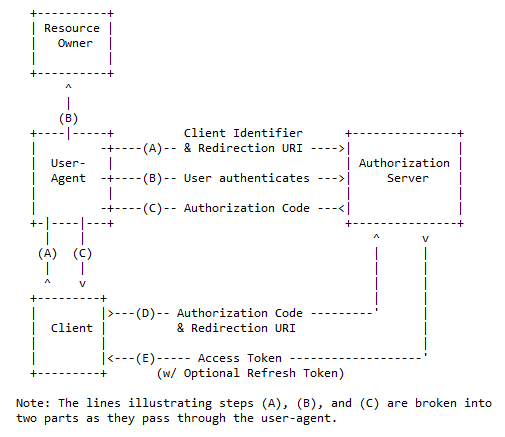 Resource
Owner
(B)
Client Identifier
(A)-- & Redirection URI
User-
Agent
(B)-- User authenticates
Authorization
Server
(C)-- Authorization Code
(A) (C)
Client
(D)-- Authorization Code
& Redirection URI
(E)----- Access Token
(w/ Optional Refresh Token)
Note: The lines illustrating steps (A), (B), and (C) are broken into
two parts as they pass through the user-agent.